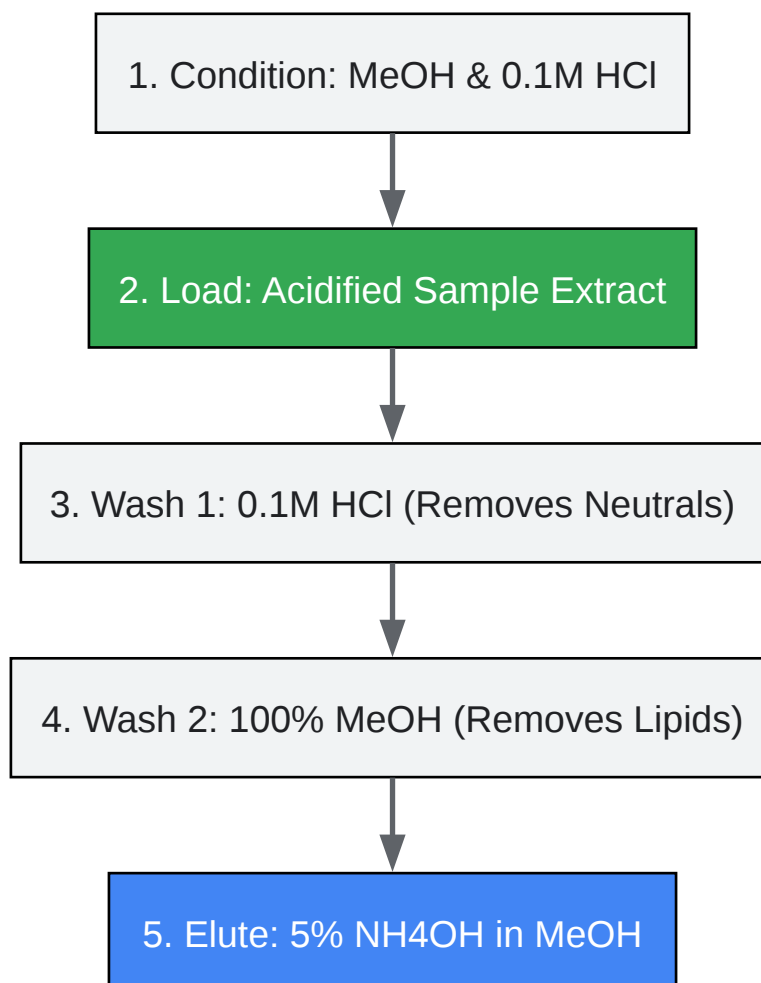 1. Condition: MeOH & 0.1M HCl
2. Load: Acidified Sample Extract
3. Wash 1: 0.1M HCl (Removes Neutrals)
4. Wash 2: 100% MeOH (Removes Lipids)
5. Elute: 5% NH4OH in MeOH